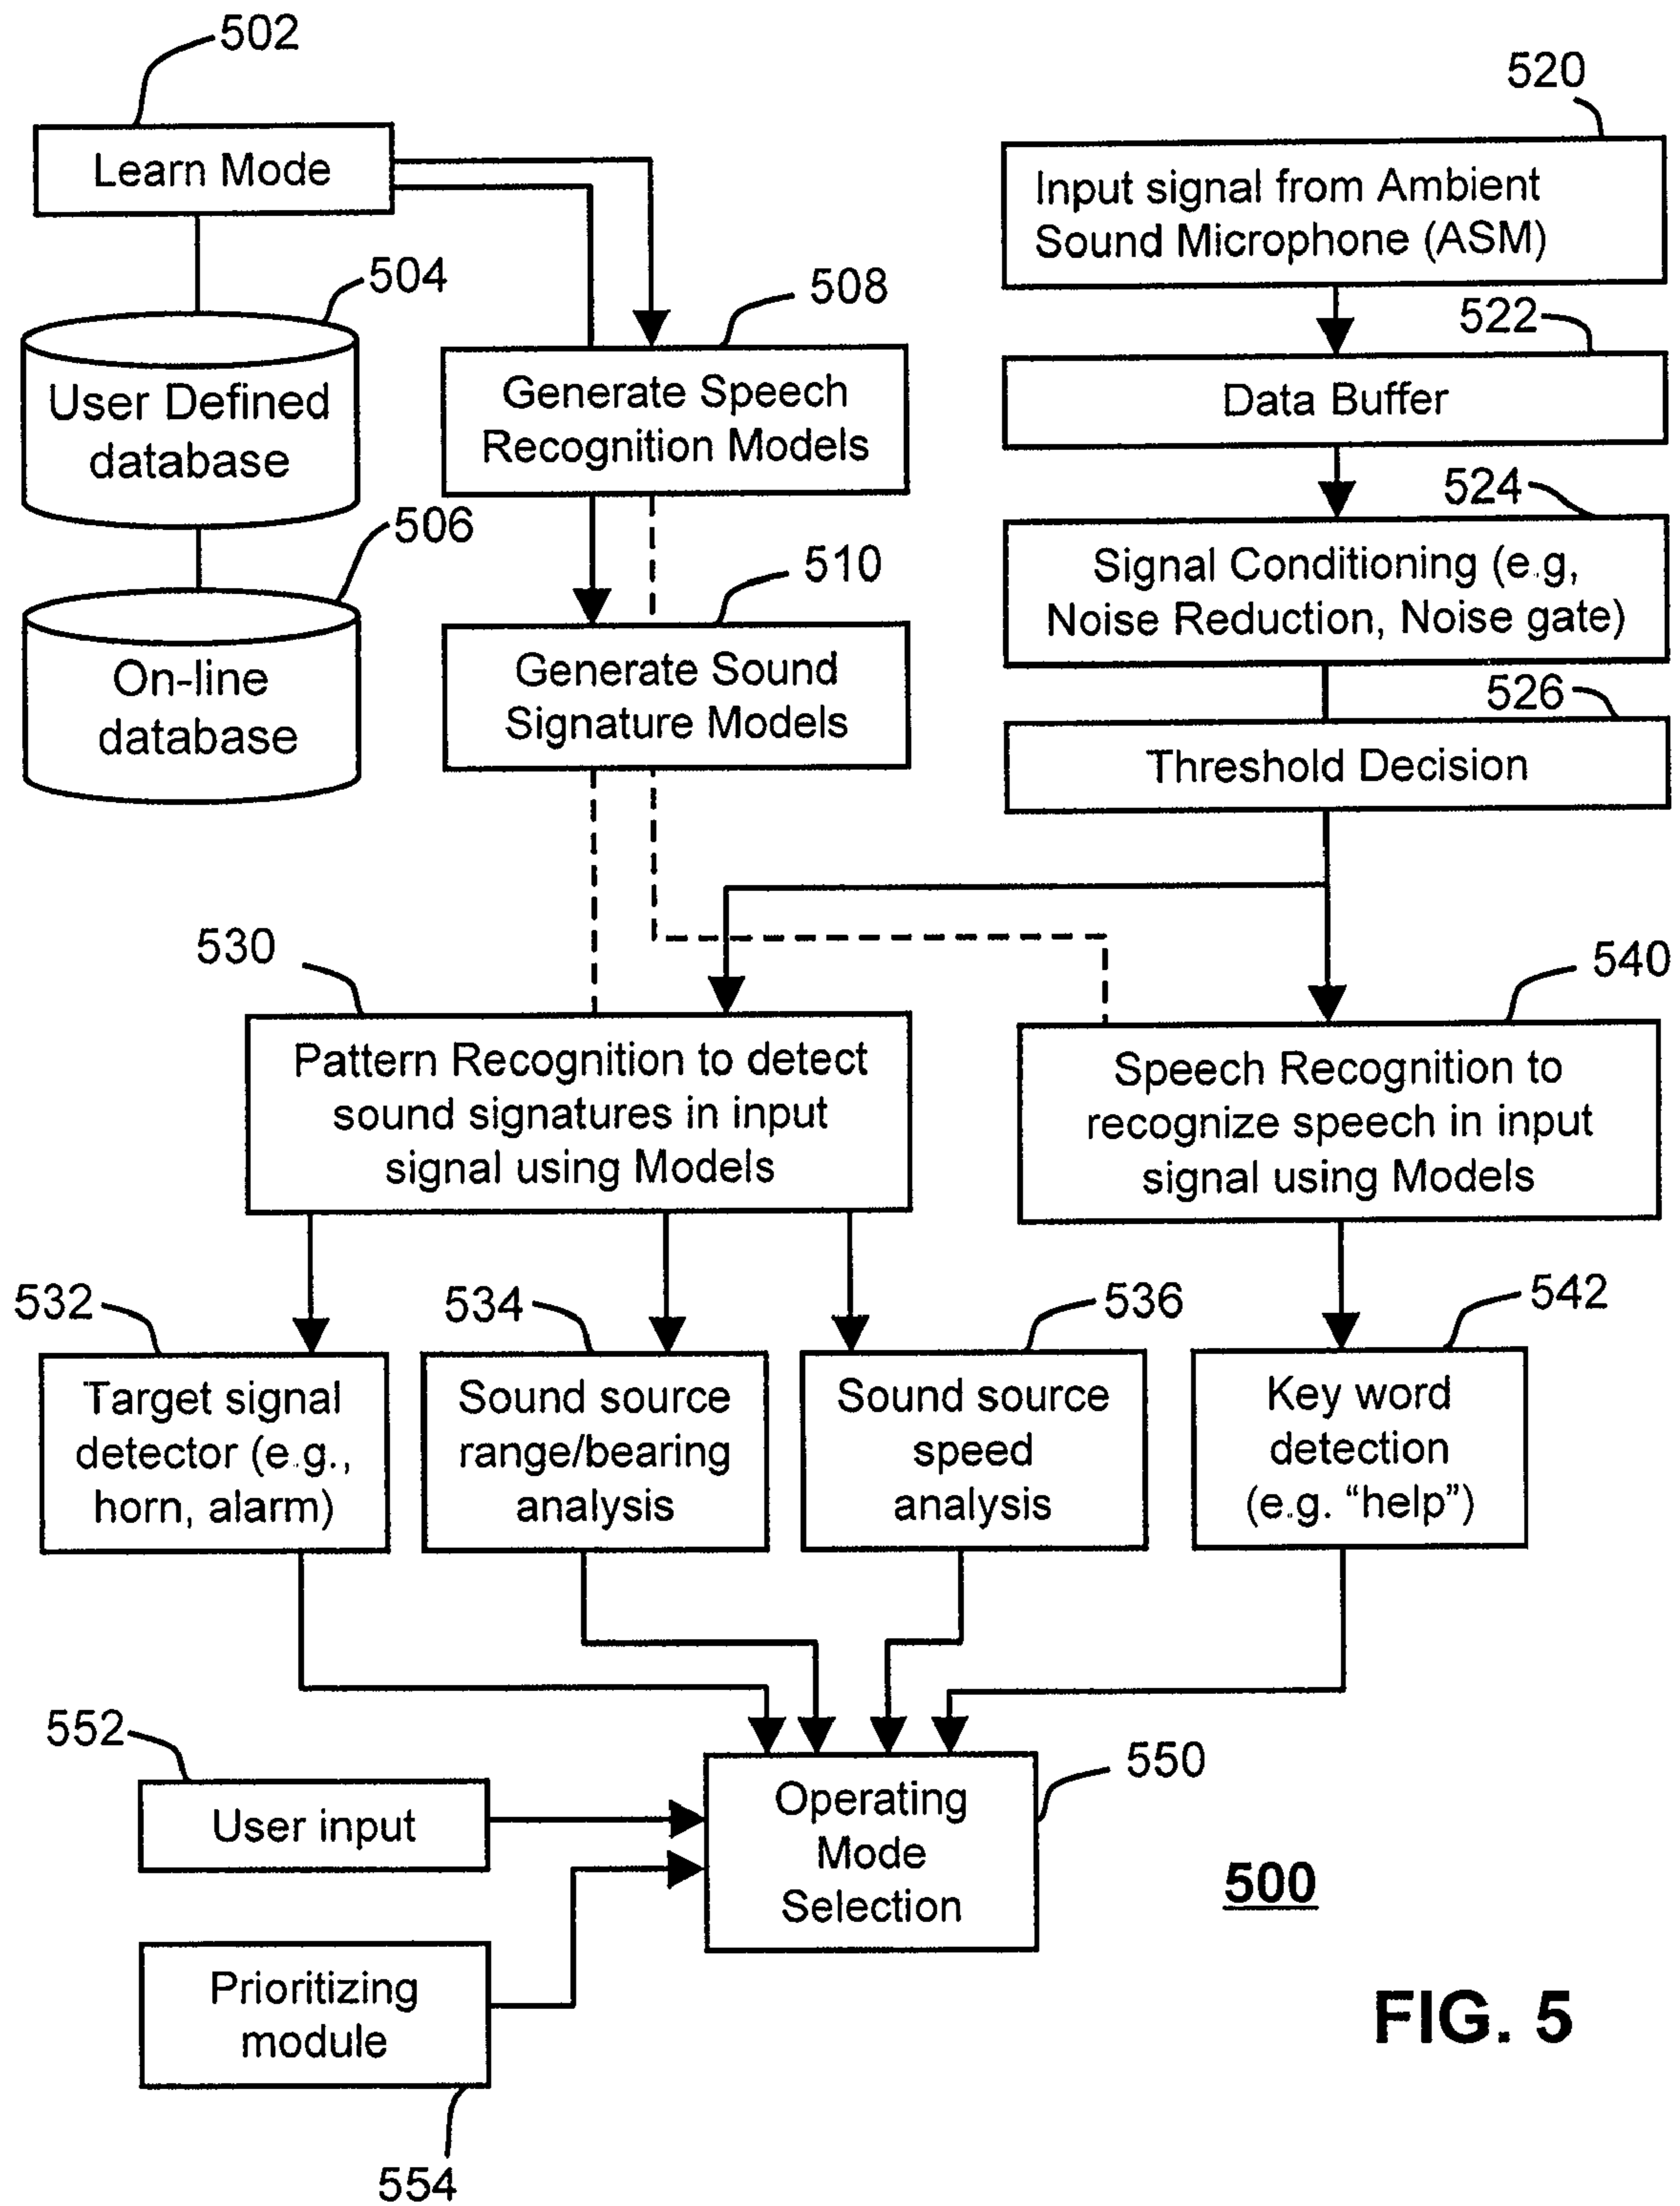 502
Learn Mode
504
User Defined
database
506
On-line
database
508
Generate Speech
Recognition Models
510
Generate Sound
Signature Models
520
Input signal from Ambient
Sound Microphone (ASM)
522
Data Buffer
524
Signal Conditioning (e.g,
Noise Reduction, Noise gate)
526
Threshold Decision
530
Pattern Recognition to detect
sound signatures in input
signal using Models
540
Speech Recognition to
recognize speech in input
signal using Models
532
Target signal
detector (e.g.,
horn, alarm)
534
Sound source
range/bearing
analysis
536
Sound source
speed
analysis
542
Key word
detection
(e.g. “help”)
552
User input
550
Operating
Mode
Selection
Prioritizing
module
554
500
FIG. 5